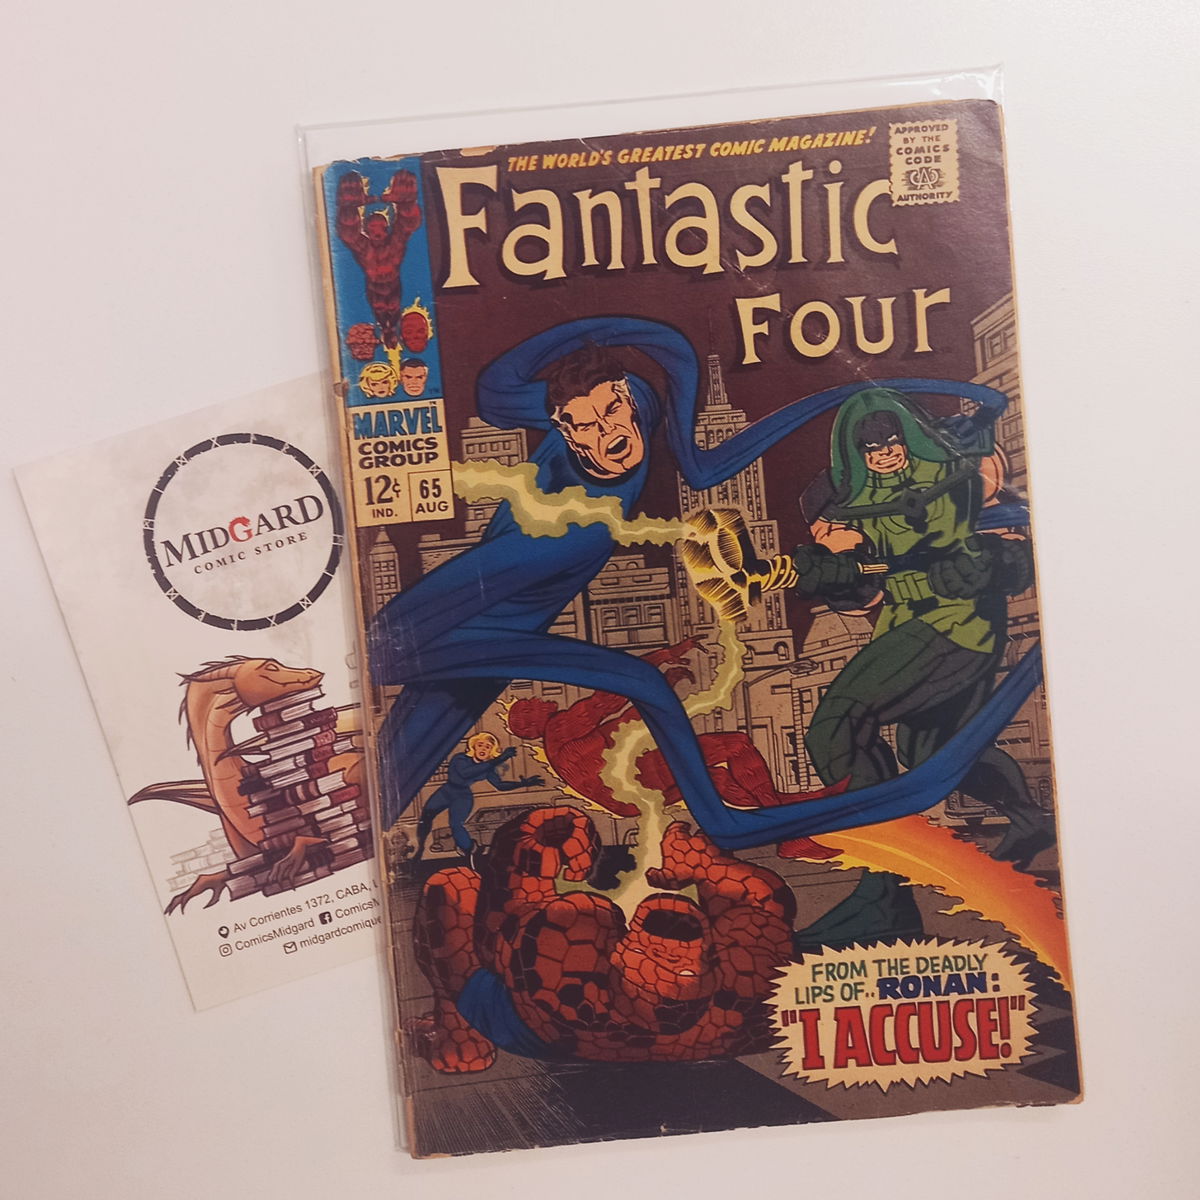 THE WORLD'S GREATEST COMIC MAGAZINE!
APPROVED
BY THE
COMICS
CODE
CA
AUTHORITY
Fantastic
Four
MARVEL
COMICS
GROUP
12¢
IND.
65
AUG
FROM THE DEADLY
LIPS OF.. RONAN:
"I ACCUSE!"
MIDGARD
COMIC STORE
Av Corrientes 1372, CABA,
ComicsMidgard
midgardcomique